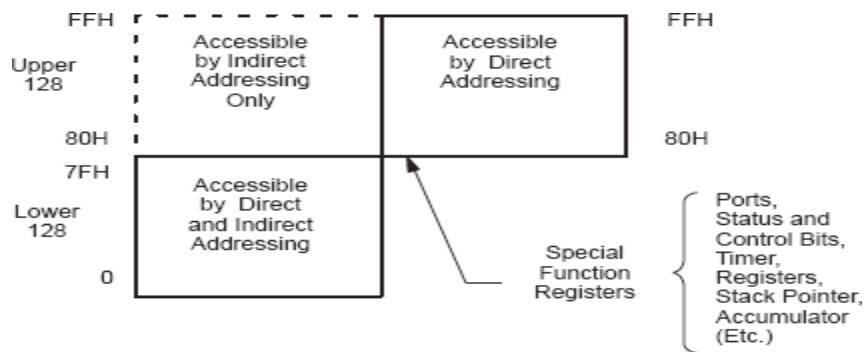 FFH
Upper
128
80H
7FH
Lower
128
0
Accessible
by Indirect
Addressing
Only
Accessible
by Direct
Addressing
FFH
80H
Accessible
by Direct
and Indirect
Addressing
Special
Function
Registers
Ports,
Status and
Control Bits,
Timer,
Registers,
Stack Pointer,
Accumulator
(Etc.)